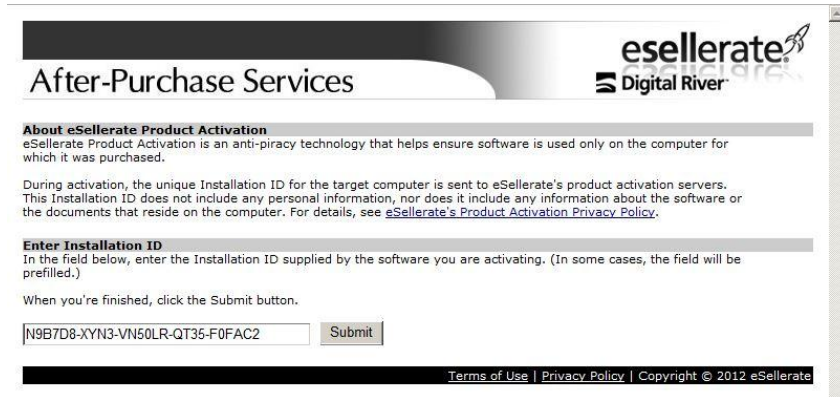 esellerate
After-Purchase Services
Digital River
About eSellerate Product Activation
eSellerate Product Activation is an anti-piracy technology that helps ensure software is used only on the computer for
which it was purchased.
During activation, the unique Installation ID for the target computer is sent to eSellerate's product activation servers.
This Installation ID does not include any personal information, nor does it include any information about the software or
the documents that reside on the computer. For details, see eSellerate's Product Activation Privacy Policy.
Enter Installation ID
In the field below, enter the Installation ID supplied by the software you are activating. (In some cases, the field will be
prefilled.)
When you're finished, click the Submit button.
N9B7D8-XYN3-VN50LR-QT35-F0FAC2 Submit
Terms of Use | Privacy Policy | Copyright © 2012 eSellerate